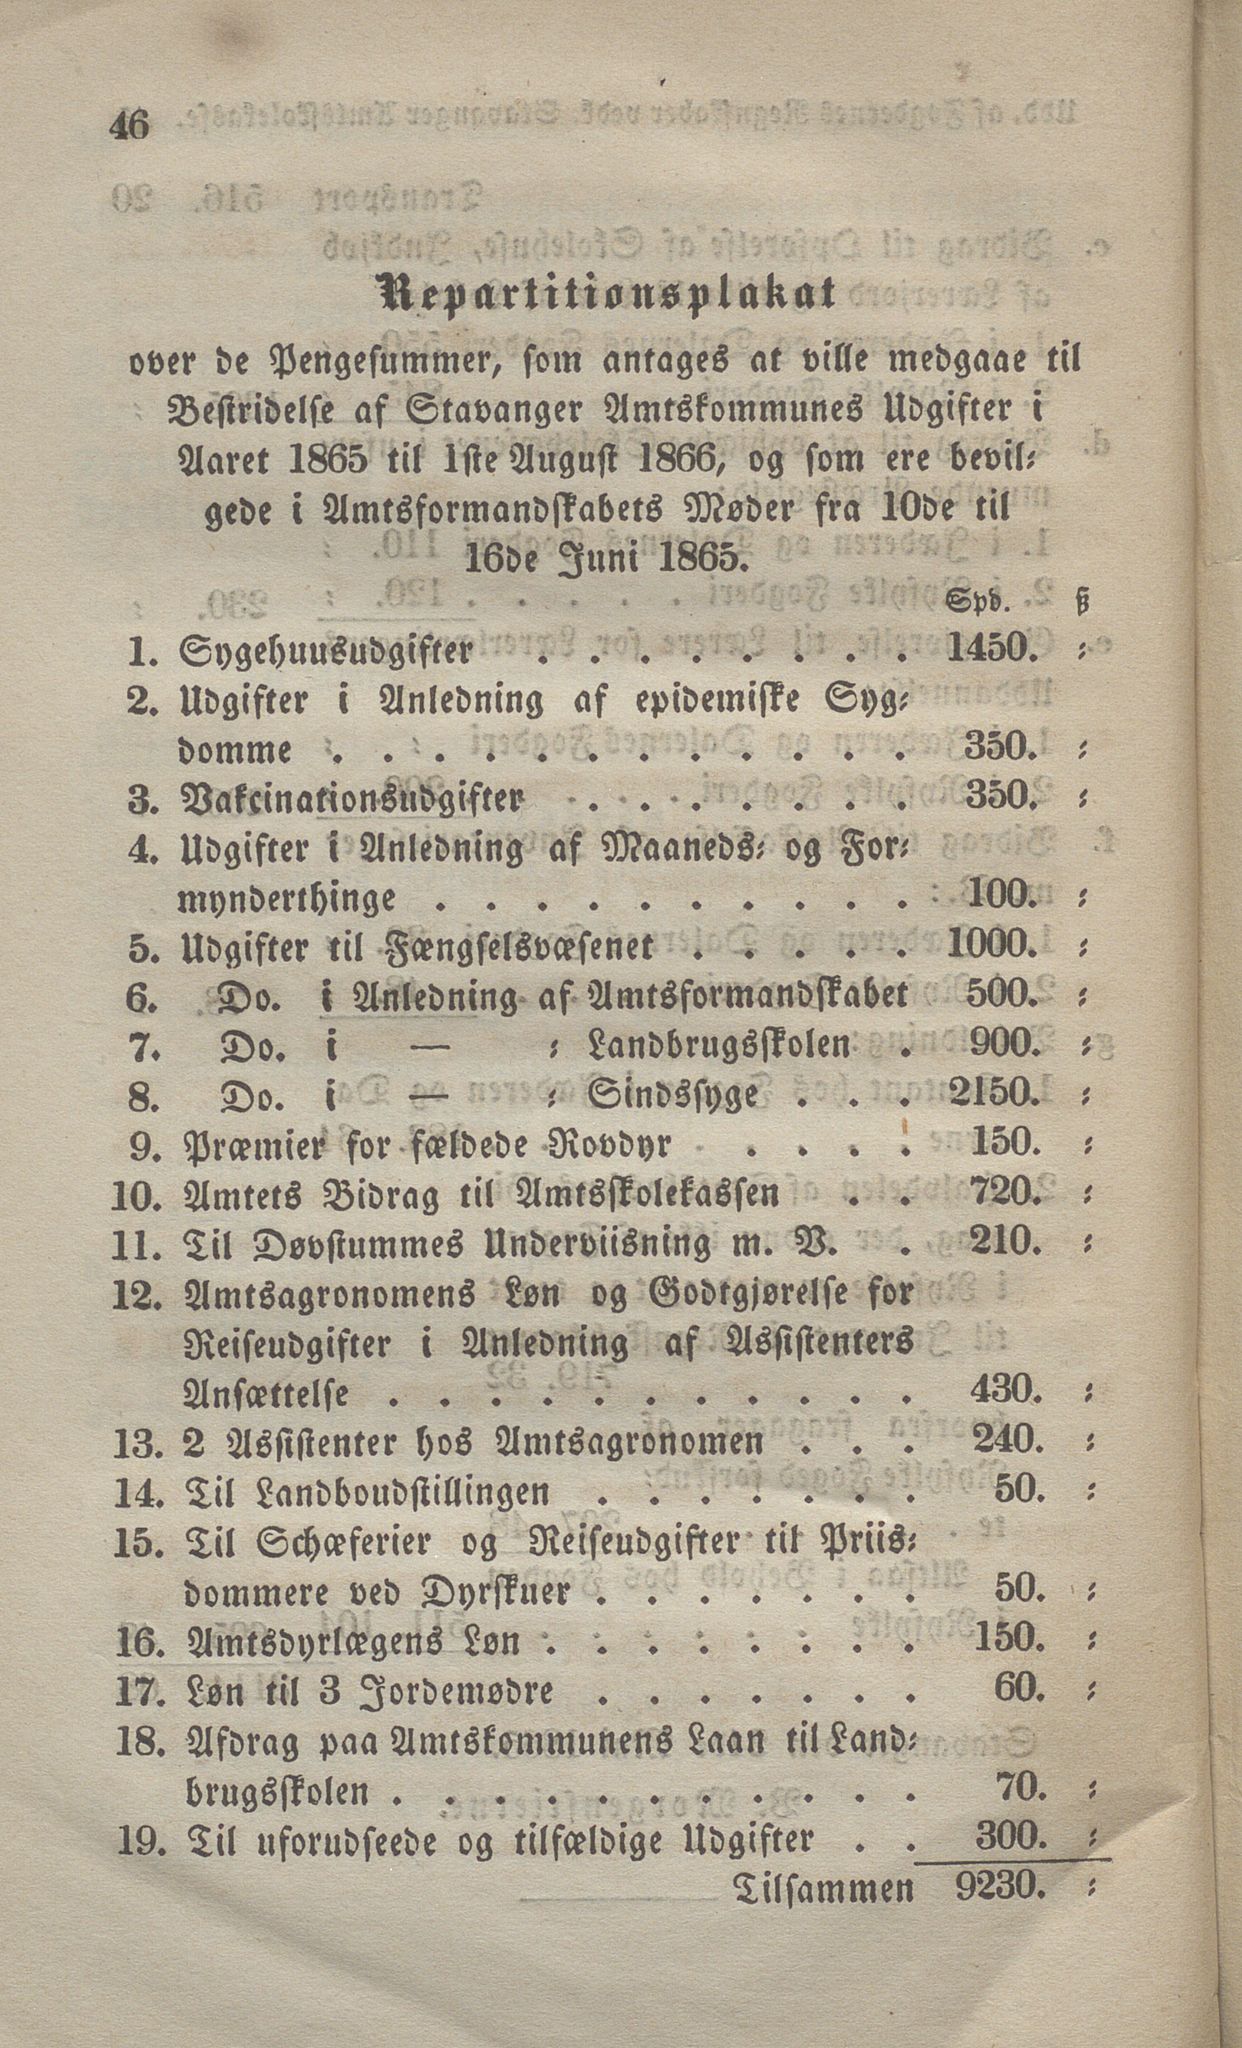 46
Repartitionsplakat
over de Pengesummer, som antages at ville medgaae til
Bestridelse af Stavanger Amtskommunes Udgifter i
Aaret 1865 til 1ste August 1866, og som ere bevil⸗
gede i Amtsformandskabets Møder fra 10de til
16de Juni 1865.
Spd. ß
1. Sygehuusudgifter . . . . . . . . 1450. ⸗
2. Udgifter i Anledning af epidemiske Syg⸗
domme . . . . . . . . . . . . 350. ⸗
3. Vakcinationsudgifter . . . . . . . 350. ⸗
4. Udgifter i Anledning af Maaneds⸗ og For⸗
mynderthinge . . . . . . . . . . 100. ⸗
5. Udgifter til Fængselsvæsenet . . . . . 1000. ⸗
6. Do. i Anledning af Amtsformandskabet 500. ⸗
7. Do. i — ⸗ Landbrugsskolen . 900. ⸗
8. Do. i — ⸗ Sindssyge . . . 2150. ⸗
9. Præmier for fældede Rovdyr . . . . 150. ⸗
10. Amtets Bidrag til Amtsskolekassen . . 720. ⸗
11. Til Døvstummes Underviisning m. V. . 210. ⸗
12. Amtsagronomens Løn og Godtgjørelse for
Reiseudgifter i Anledning af Assistenters
Ansættelse . . . . . . . . . . . 430. ⸗
13. 2 Assistenter hos Amtsagronomen . . . 240. ⸗
14. Til Landboudstillingen . . . . . . . 50. ⸗
15. Til Schæferier og Reiseudgifter til Priis⸗
dommere ved Dyrskuer . . . . . . . 50. ⸗
16. Amtsdyrlægens Løn . . . . . . . . 150. ⸗
17. Løn til 3 Jordemødre . . . . . . . 60. ⸗
18. Afdrag paa Amtskommunens Laan til Land⸗
brugsskolen . . . . . . . . . . . 70. ⸗
19. Til uforudseede og tilfældige Udgifter . . 300. ⸗
Tilsammen 9230. ⸗